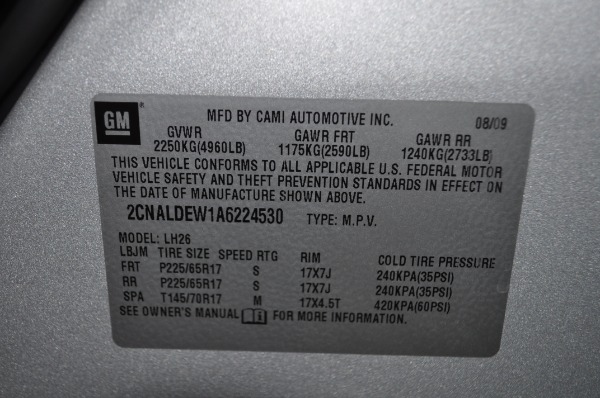 GM ® MFD BY CAMI AUTOMOTIVE INC. 08/09
GVWR GAWR FRT GAWR RR
2250KG(4960LB) 1175KG(2590LB) 1240KG(2733LB)
THIS VEHICLE CONFORMS TO ALL APPLICABLE U.S. FEDERAL MOTOR
VEHICLE SAFETY AND THEFT PREVENTION STANDARDS IN EFFECT ON
THE DATE OF MANUFACTURE SHOWN ABOVE.
2CNALDEW1A6224530 TYPE: M.P.V.
MODEL: LH26
LBJM TIRE SIZE SPEED RTG RIM COLD TIRE PRESSURE
FRT P225/65R17 S 17X7J 240KPA(35PSI)
RR P225/65R17 S 17X7J 240KPA(35PSI)
SPA T145/70R17 M 17X4.5T 420KPA(60PSI)
SEE OWNER'S MANUAL FOR MORE INFORMATION.